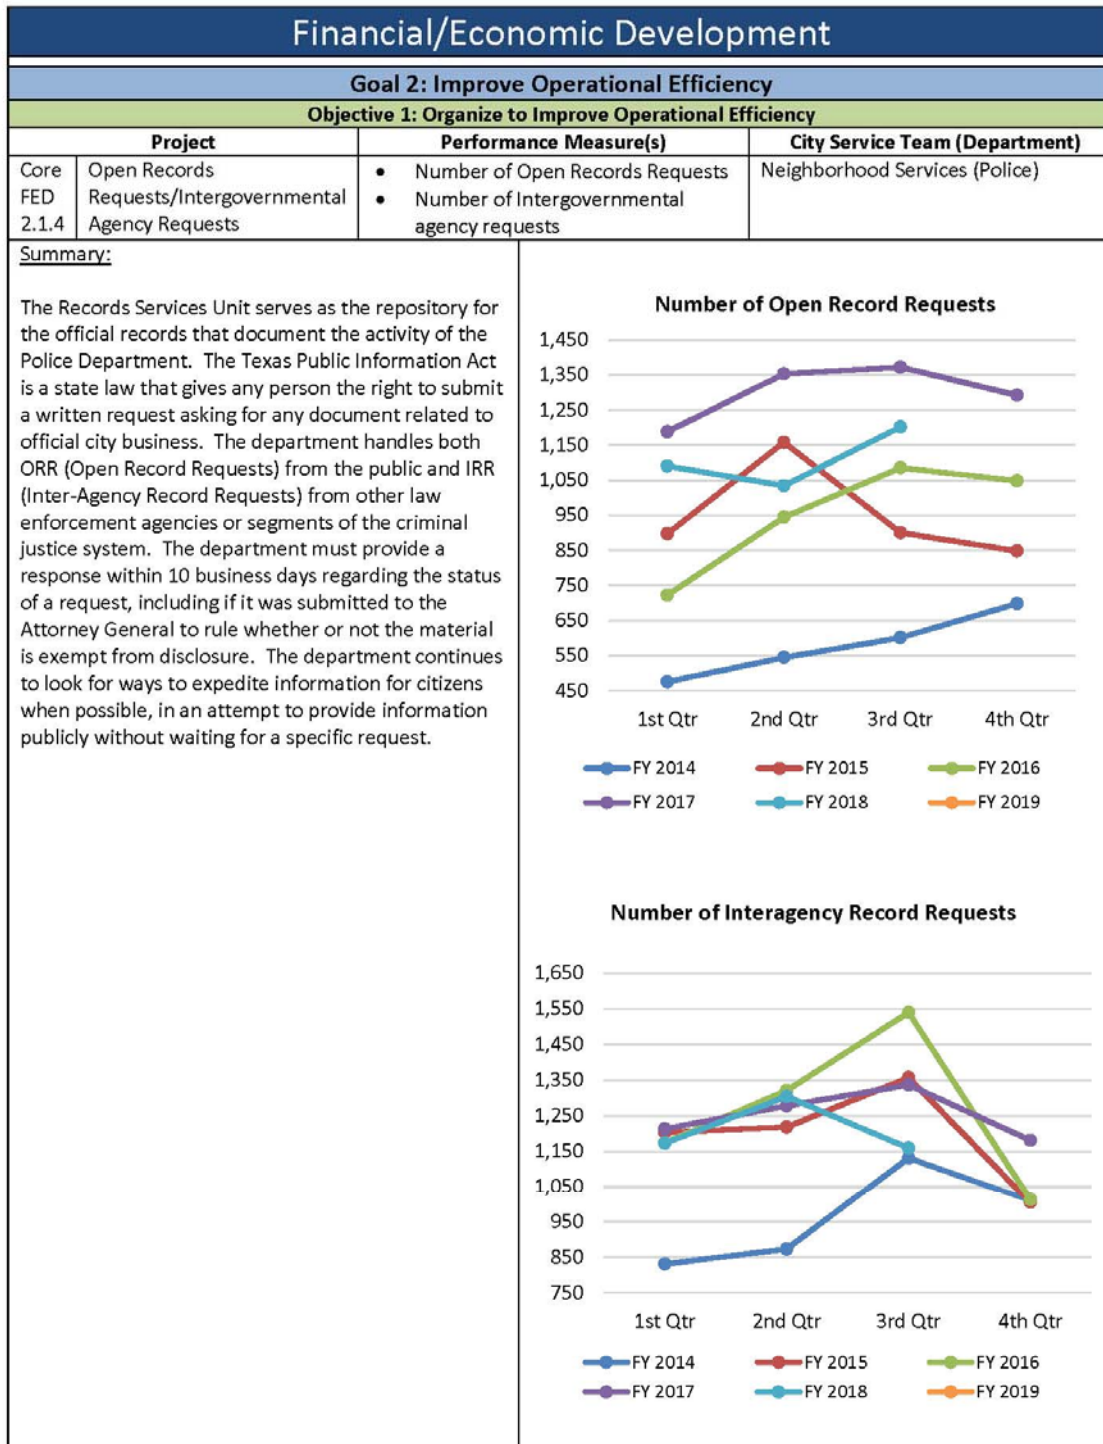 Financial/Economic Development
Goal 2: Improve Operational Efficiency
Objective 1: Organize to Improve Operational Efficiency
Project
Performance Measure(s)
City Service Team (Department)
Core
FED
2.1.4
Open Records
Requests/Intergovernmental
Agency Requests
• Number of Open Records Requests
• Number of Intergovernmental
agency requests
Neighborhood Services (Police)
Summary:
The Records Services Unit serves as the repository for
the official records that document the activity of the
Police Department.  The Texas Public Information Act
is a state law that gives any person the right to submit
a written request asking for any document related to
official city business.  The department handles both
ORR (Open Record Requests) from the public and IRR
(Inter-Agency Record Requests) from other law
enforcement agencies or segments of the criminal
justice system.  The department must provide a
response within 10 business days regarding the status
of a request, including if it was submitted to the
Attorney General to rule whether or not the material
is exempt from disclosure.  The department continues
to look for ways to expedite information for citizens
when possible, in an attempt to provide information
publicly without waiting for a specific request.
Number of Open Record Requests
1,450
1,350
1,250
1,150
1,050
950
850
750
650
550
450
1st Qtr 2nd Qtr 3rd Qtr 4th Qtr
FY 2014 FY 2015 FY 2016
FY 2017 FY 2018 FY 2019
Number of Interagency Record Requests
1,650
1,550
1,450
1,350
1,250
1,150
1,050
950
850
750
1st Qtr 2nd Qtr 3rd Qtr 4th Qtr
FY 2014 FY 2015 FY 2016
FY 2017 FY 2018 FY 2019